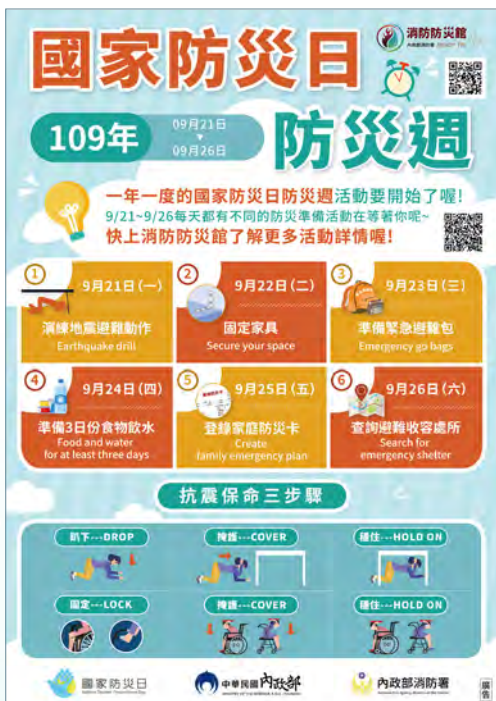 消防防災館
國家防災日
109年
09月21日
09月26日
防災週
一年一度的國家防災日防災週活動要開始了喔!
9/21~9/26每天都有不同的防災準備活動在等著你呢~
快上消防防災館了解更多活動詳情喔!
1
9月21日(一)
演練地震避難動作
Earthquake drill
2
9月22日(二)
固定家具
Secure your space
3
9月23日(三)
準備緊急避難包
Emergency go bags
4
9月24日(四)
準備3日份食物飲水
Food and water
for at least three days
5
9月25日(五)
登錄家庭防災卡
Create
family emergency plan
6
9月26日(六)
查詢避難收容處所
Search for
emergency shelter
抗震保命三步驟
趴下---DROP
掩護---COVER
穩住---HOLD ON
固定---LOCK
掩護---COVER
穩住---HOLD ON
國家防災日
中華民國內政部
內政部消防署
廣告